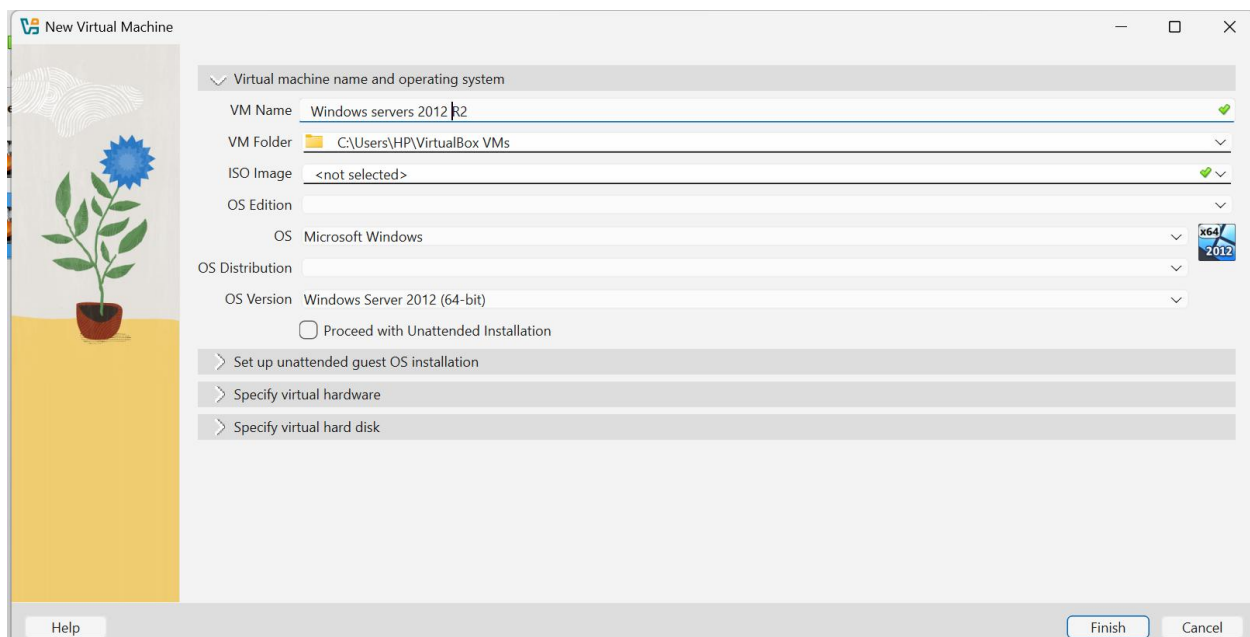 New Virtual Machine
Virtual machine name and operating system
VM Name Windows servers 2012 R2
VM Folder C:\Users\HP\VirtualBox VMs
ISO Image <not selected>
OS Edition
OS Microsoft Windows
x64
2012
OS Distribution
OS Version Windows Server 2012 (64-bit)
Proceed with Unattended Installation
Set up unattended guest OS installation
Specify virtual hardware
Specify virtual hard disk
Help Finish Cancel